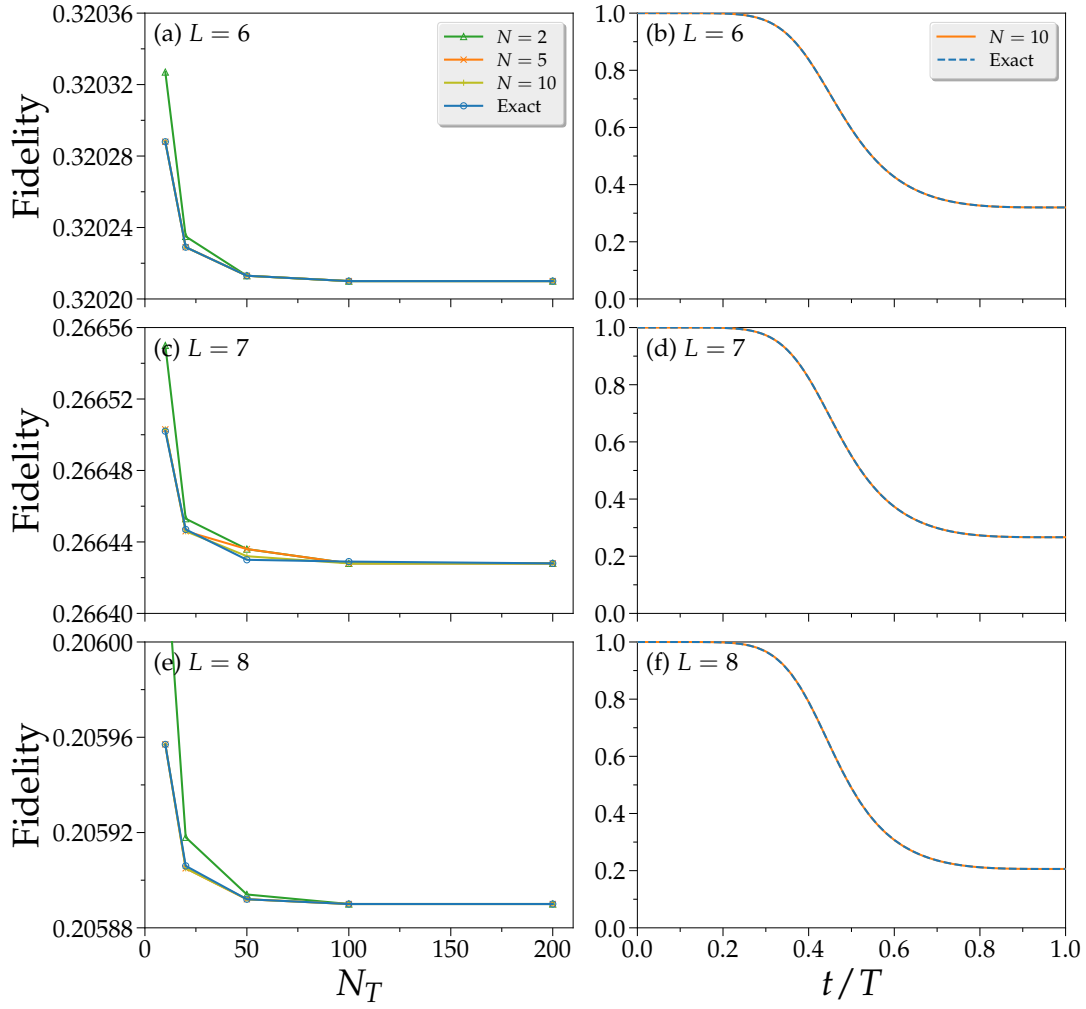 Fidelity
0.32036
0.32032
0.32028
0.32024
0.32020
(a) L = 6
N = 2
N = 5
N = 10
Exact
1.0
0.8
0.6
0.4
0.2
0.0
(b) L = 6
N = 10
Exact
Fidelity
0.26656
0.26652
0.26648
0.26644
0.26640
(c) L = 7
1.0
0.8
0.6
0.4
0.2
0.0
(d) L = 7
Fidelity
0.20600
0.20596
0.20592
0.20588
(e) L = 8
0 50 100 150 200
N_T
1.0
0.8
0.6
0.4
0.2
0.0
(f) L = 8
0.0 0.2 0.4 0.6 0.8 1.0
t/T